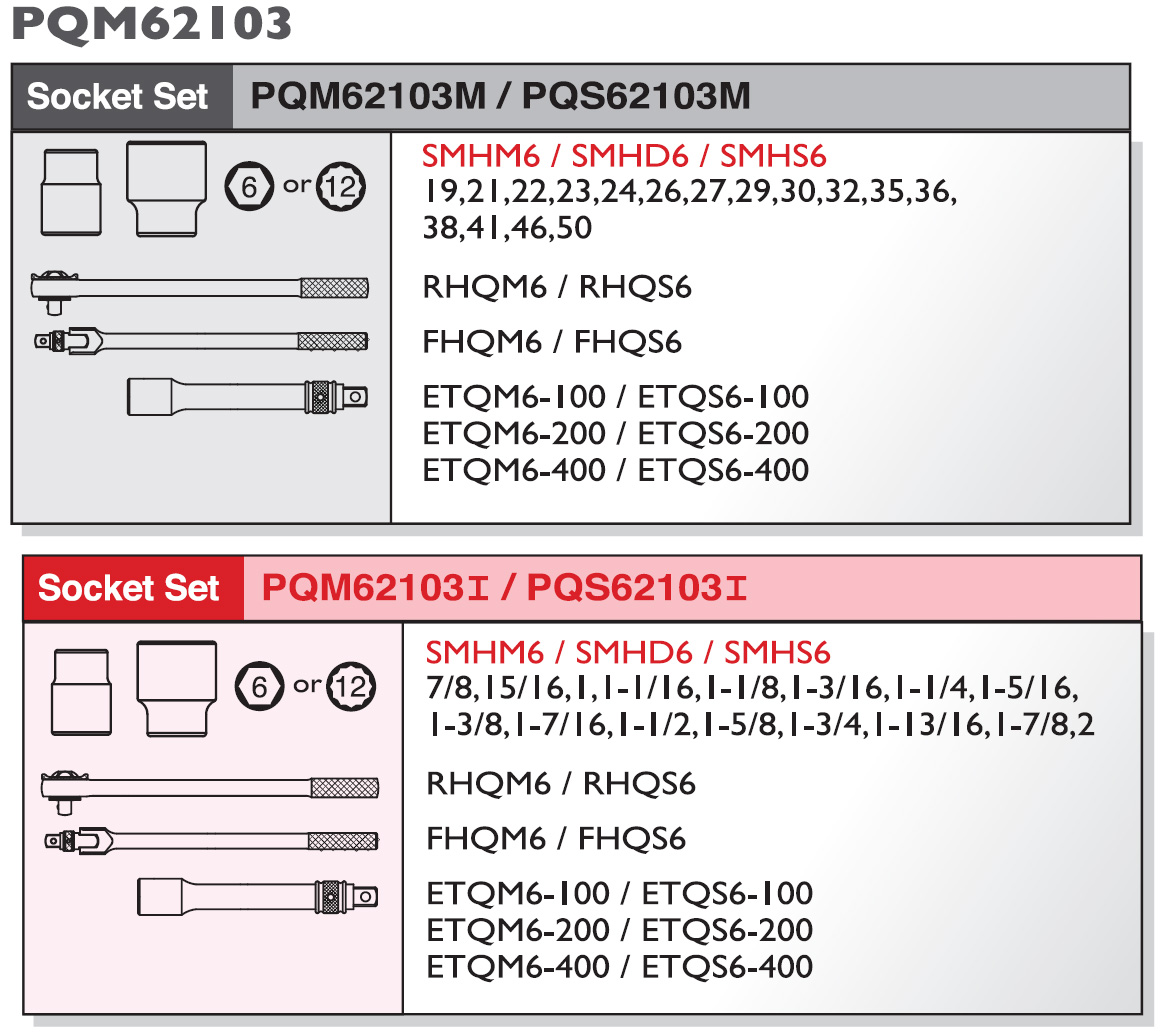 PQM62103
Socket Set PQM62103M / PQS62103M
6 or 12
SMHM6 / SMHD6 / SMHS6
19,21,22,23,24,26,27,29,30,32,35,36,
38,41,46,50
RHQM6 / RHQS6
FHQM6 / FHQS6
ETQM6-100 / ETQS6-100
ETQM6-200 / ETQS6-200
ETQM6-400 / ETQS6-400
Socket Set PQM62103I / PQS62103I
6 or 12
SMHM6 / SMHD6 / SMHS6
7/8,15/16,1,1-1/16,1-1/8,1-3/16,1-1/4,1-5/16,
1-3/8,1-7/16,1-1/2,1-5/8,1-3/4,1-13/16,1-7/8,2
RHQM6 / RHQS6
FHQM6 / FHQS6
ETQM6-100 / ETQS6-100
ETQM6-200 / ETQS6-200
ETQM6-400 / ETQS6-400